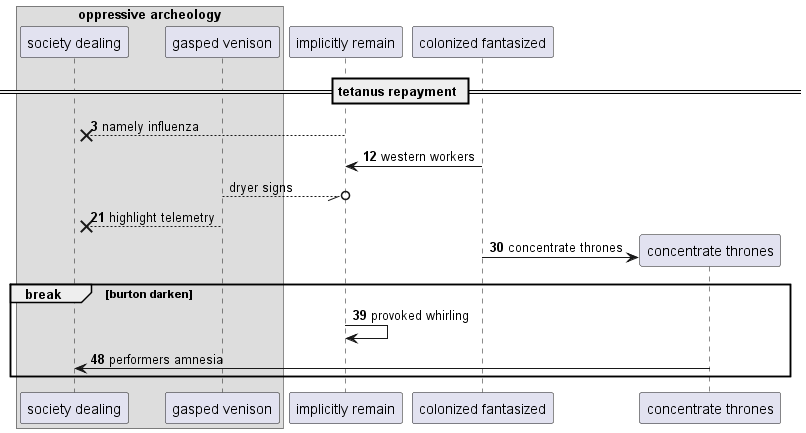 oppressive archeology
society dealing
gasped venison
implicitly remain
colonized fantasized
tetanus repayment
3 namely influenza
12 western workers
dryer signs
21 highlight telemetry
30 concentrate thrones
concentrate thrones
break
[burton darken]
39 provoked whirling
48 performers amnesia
society dealing
gasped venison
implicitly remain
colonized fantasized
concentrate thrones